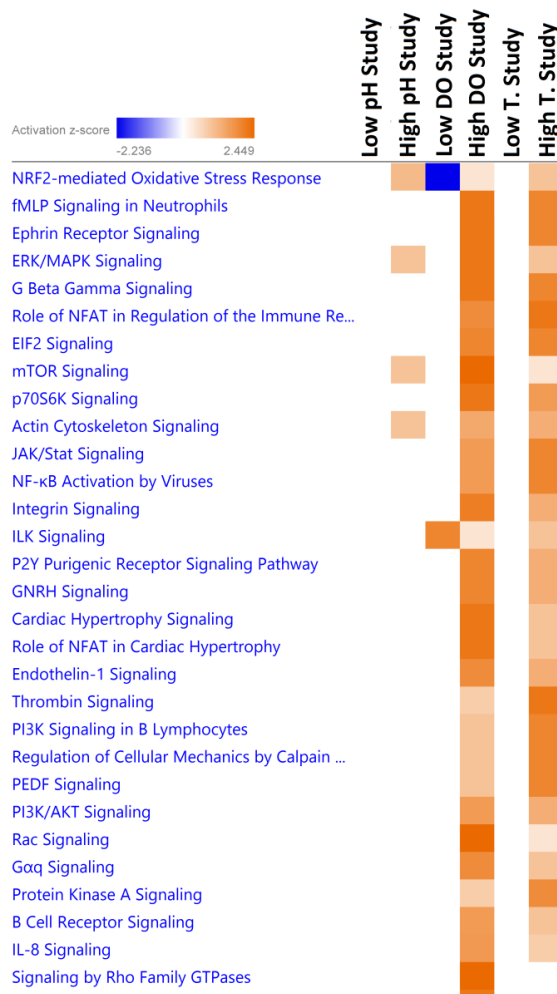 Low pH Study
High pH Study
Low DO Study
High DO Study
Low T. Study
High T. Study
Activation z-score
-2.236 2.449
NRF2-mediated Oxidative Stress Response
fMLP Signaling in Neutrophils
Ephrin Receptor Signaling
ERK/MAPK Signaling
G Beta Gamma Signaling
Role of NFAT in Regulation of the Immune Re...
EIF2 Signaling
mTOR Signaling
p70S6K Signaling
Actin Cytoskeleton Signaling
JAK/Stat Signaling
NF-κB Activation by Viruses
Integrin Signaling
ILK Signaling
P2Y Purigenic Receptor Signaling Pathway
GNRH Signaling
Cardiac Hypertrophy Signaling
Role of NFAT in Cardiac Hypertrophy
Endothelin-1 Signaling
Thrombin Signaling
PI3K Signaling in B Lymphocytes
Regulation of Cellular Mechanics by Calpain ...
PEDF Signaling
PI3K/AKT Signaling
Rac Signaling
Gαq Signaling
Protein Kinase A Signaling
B Cell Receptor Signaling
IL-8 Signaling
Signaling by Rho Family GTPases